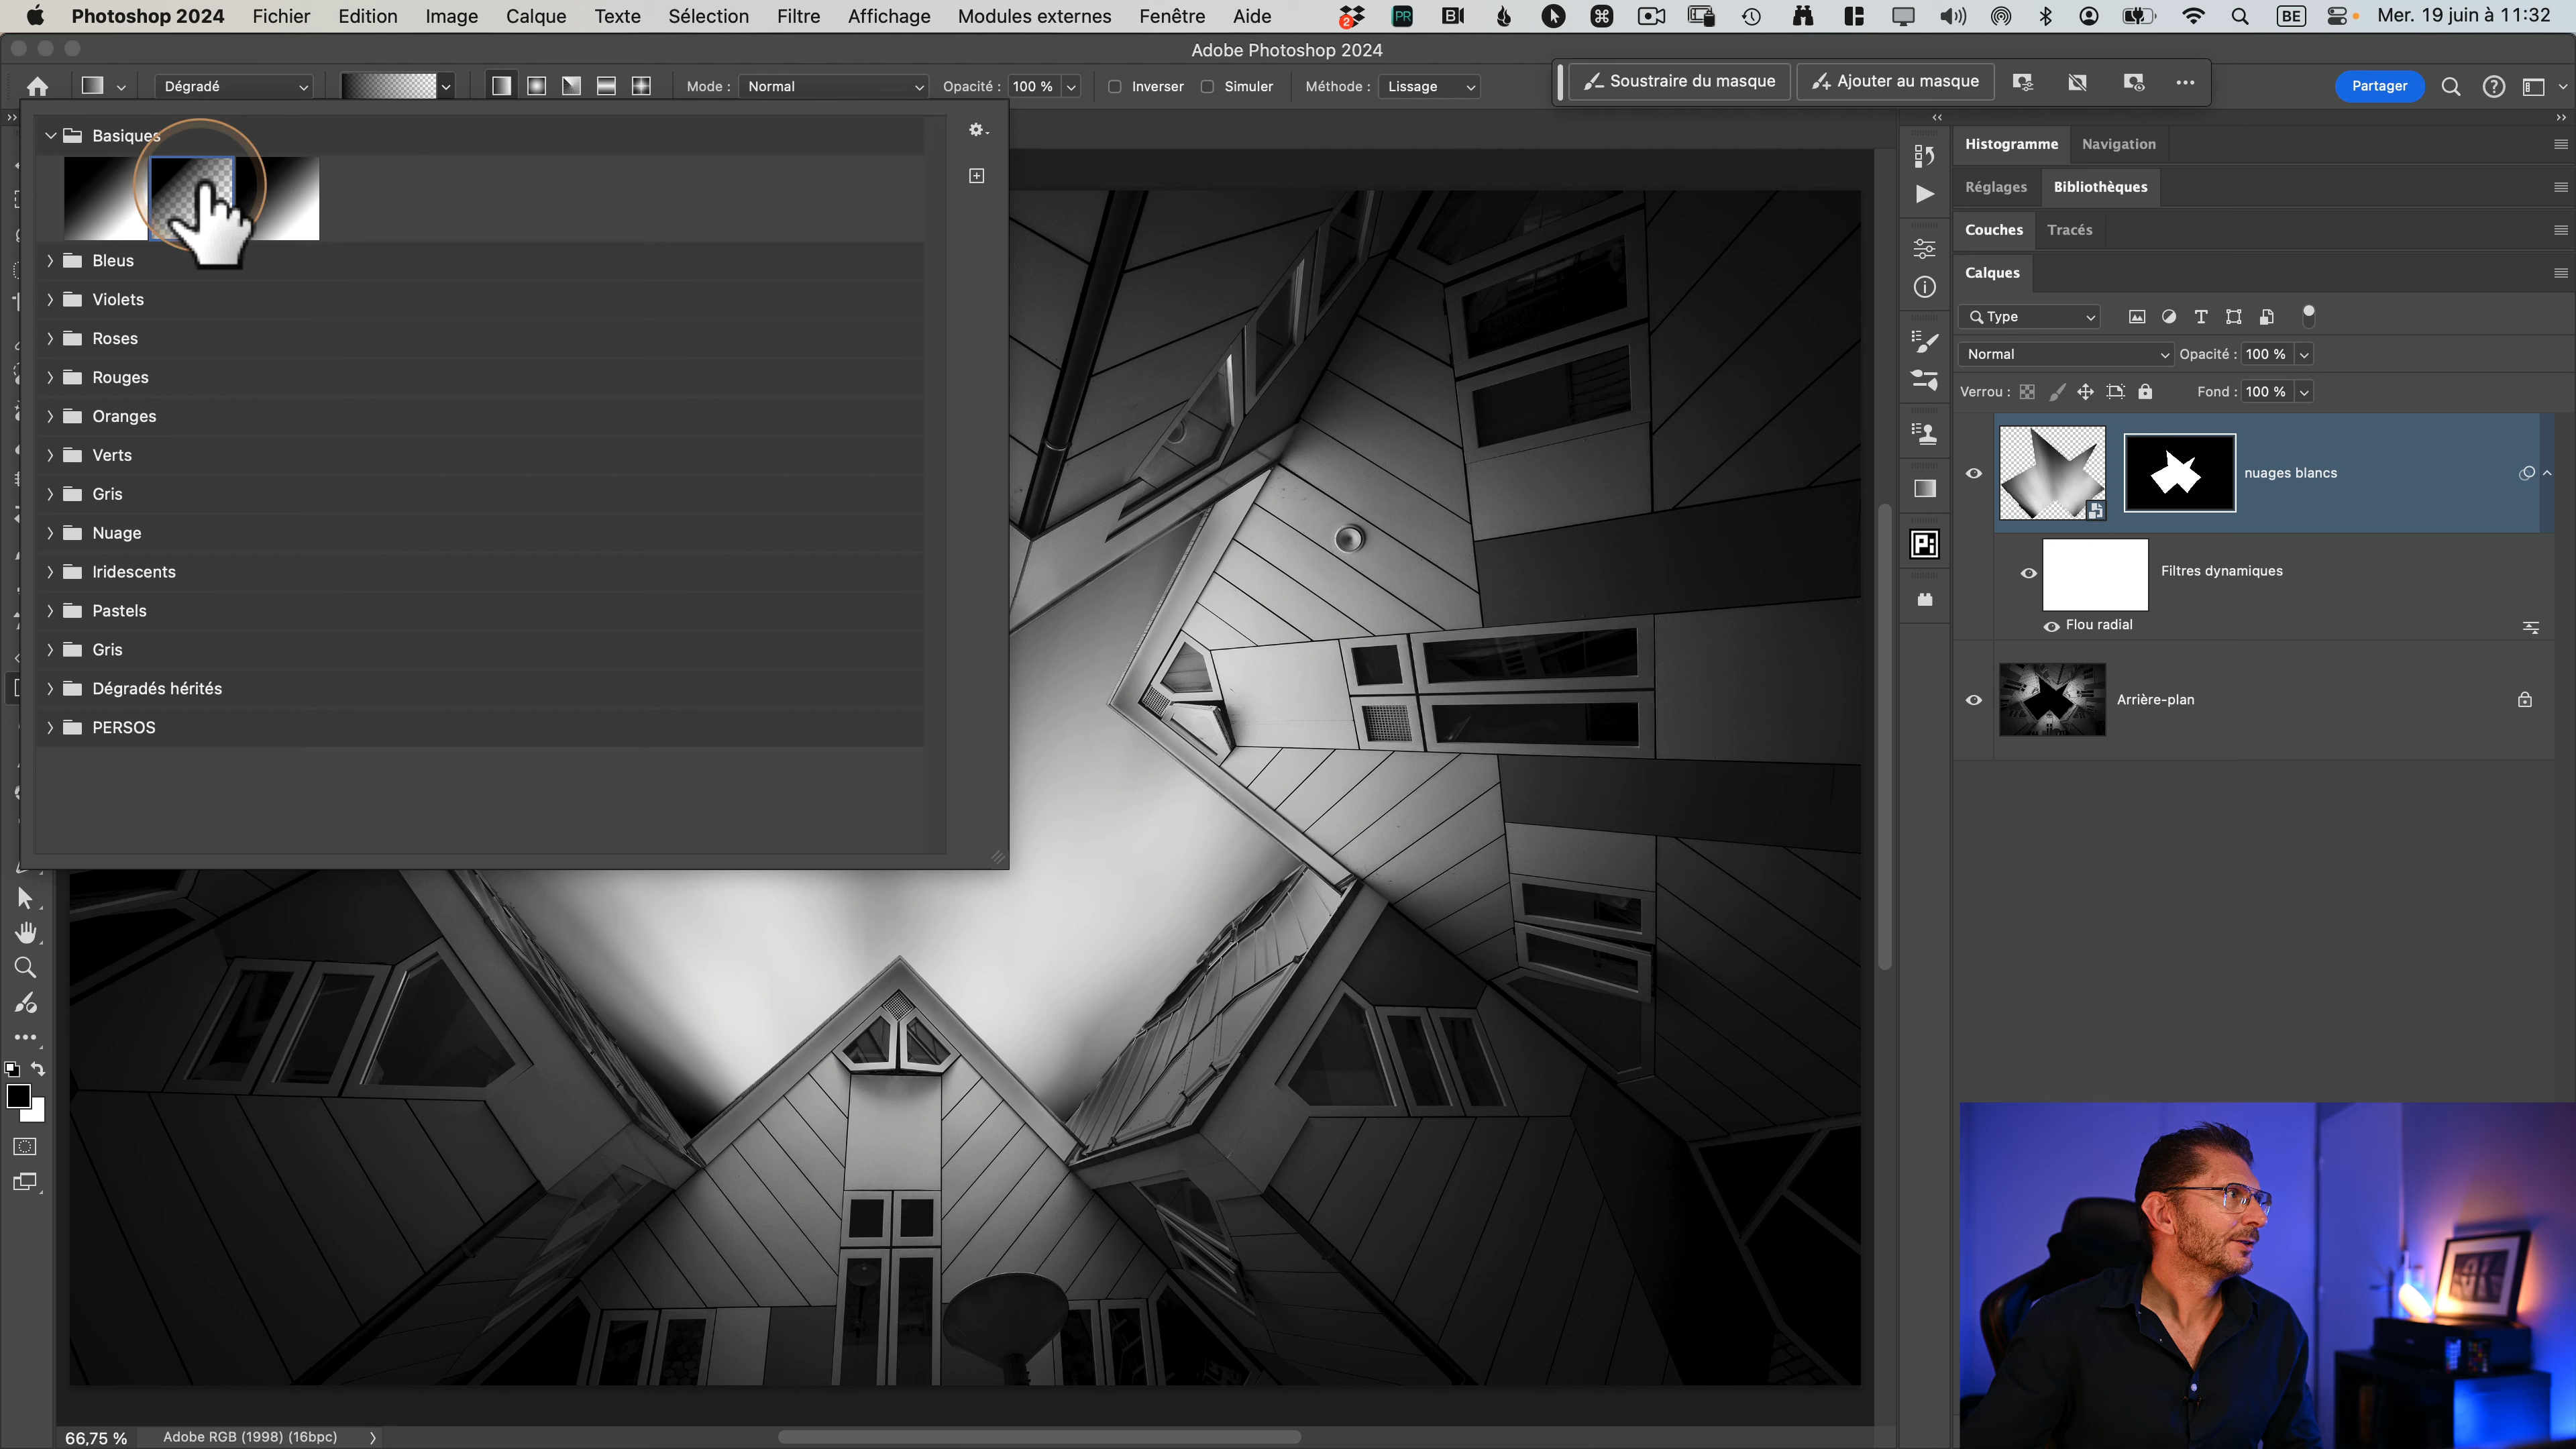 Photoshop 2024 Fichier Edition Image Calque Texte Sélection Filtre Affichage Modules externes Fenêtre Aide 2 PR BE Mer. 19 juin à 11:32
Adobe Photoshop 2024
Dégradé Mode : Normal Opacité : 100 % Inverser Simuler Méthode : Lissage Soustraire du masque Ajouter au masque Partager
Basiques
Bleus
Violets
Roses
Rouges
Oranges
Verts
Gris
Nuage
Iridescents
Pastels
Gris
Dégradés hérités
PERSOS
Histogramme Navigation
Réglages Bibliothèques
Couches Tracés
Calques
Type
Normal Opacité : 100 %
Verrou : Fond : 100 %
nuages blancs
Filtres dynamiques
Flou radial
Arrière-plan
Pi
66,75 % Adobe RGB (1998) (16bpc)